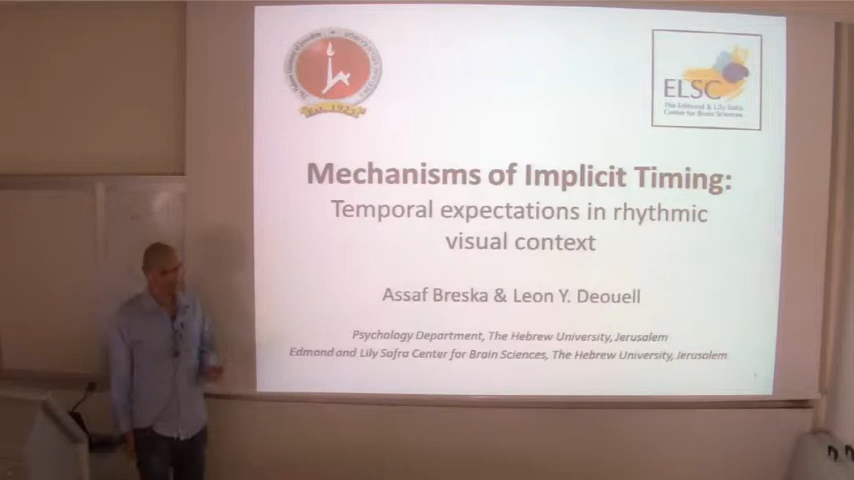 ELSC
The Edmond & Lily Safra
Center for Brain Sciences
Mechanisms of Implicit Timing:
Temporal expectations in rhythmic
visual context
Assaf Breska & Leon Y. Deouell
Psychology Department, The Hebrew University, Jerusalem
Edmond and Lily Safra Center for Brain Sciences, The Hebrew University, Jerusalem